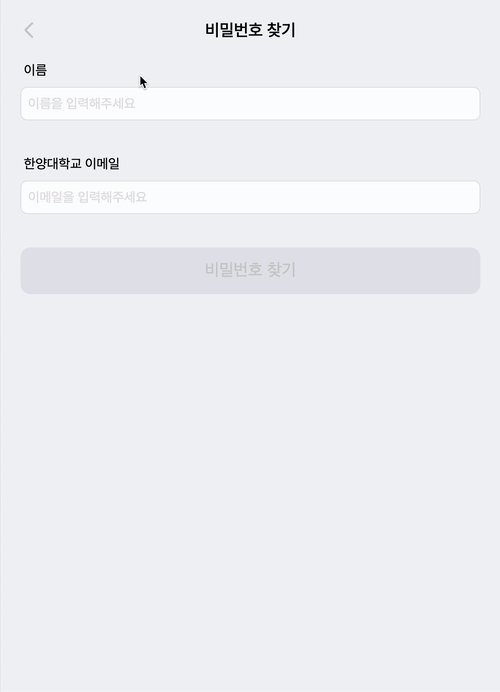 비밀번호 찾기
이름
이름을 입력해주세요
한양대학교 이메일
이메일을 입력해주세요
비밀번호 찾기